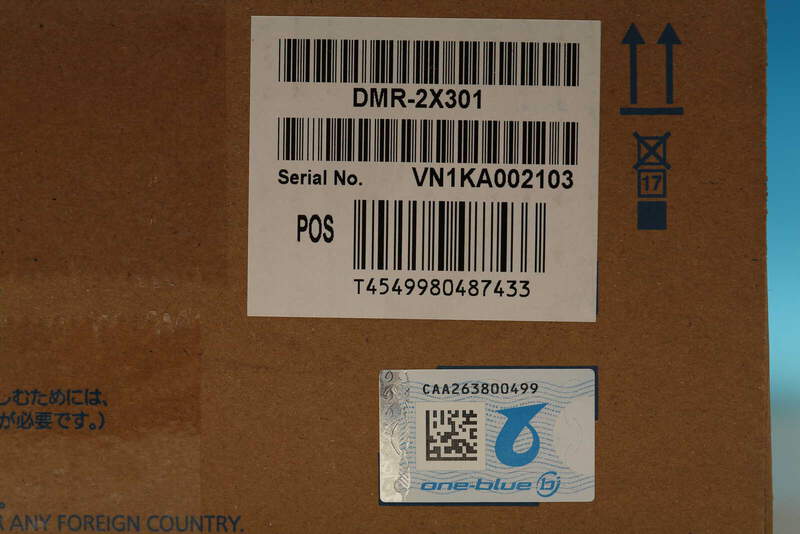 DMR-2X301
Serial No. VN1KA002103
POS
T4549980487433
17
CAA263800499
one-blue
しむためには、
が必要です。)
ANY FOREIGN COUNTRY.